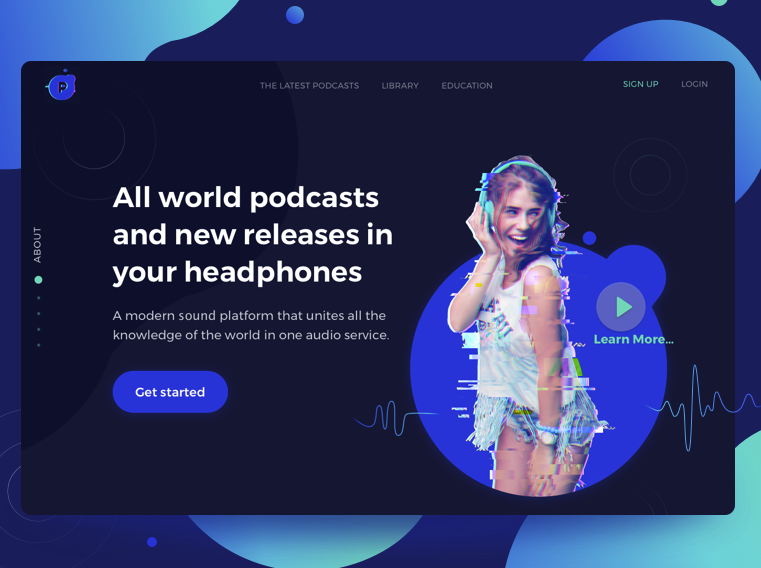 P
THE LATEST PODCASTS
LIBRARY
EDUCATION
SIGN UP
LOGIN
ABOUT
All world podcasts
and new releases in
your headphones
A modern sound platform that unites all the
knowledge of the world in one audio service.
Get started
Learn More...